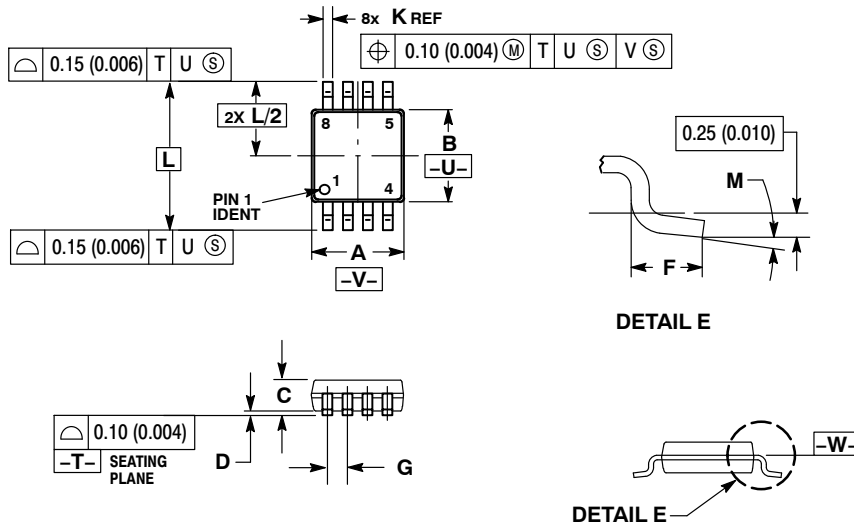 8x K REF
⌖ 0.10 (0.004) Ⓜ T U Ⓢ V Ⓢ
⌓ 0.15 (0.006) T U Ⓢ
2X L/2
L
8 5
B
-U-
1
4
PIN 1
IDENT
⌓ 0.15 (0.006) T U Ⓢ
A
-V-
0.25 (0.010)
M
F
DETAIL E
C
⌓ 0.10 (0.004)
-T- SEATING
PLANE
D
G
-W-
DETAIL E